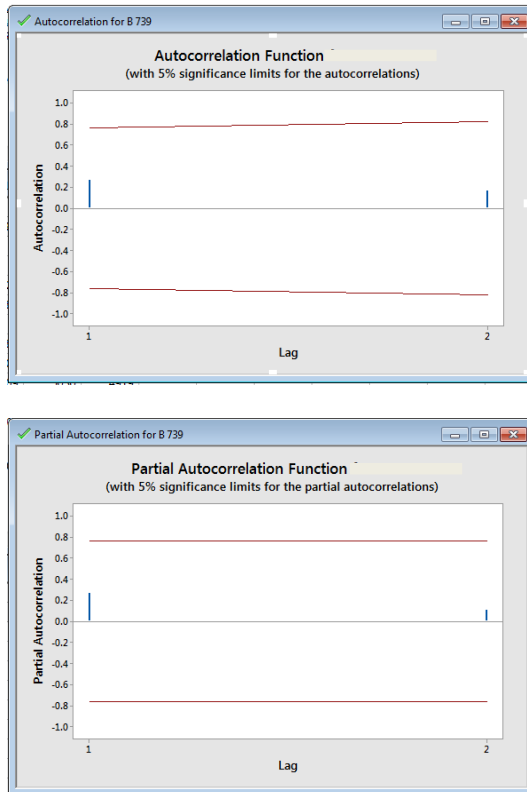 Autocorrelation for B 739
Autocorrelation Function
(with 5% significance limits for the autocorrelations)
1.0
0.8
0.6
0.4
0.2
0.0
-0.2
-0.4
-0.6
-0.8
-1.0
Autocorrelation
1 2
Lag
Partial Autocorrelation for B 739
Partial Autocorrelation Function
(with 5% significance limits for the partial autocorrelations)
1.0
0.8
0.6
0.4
0.2
0.0
-0.2
-0.4
-0.6
-0.8
-1.0
Partial Autocorrelation
1 2
Lag